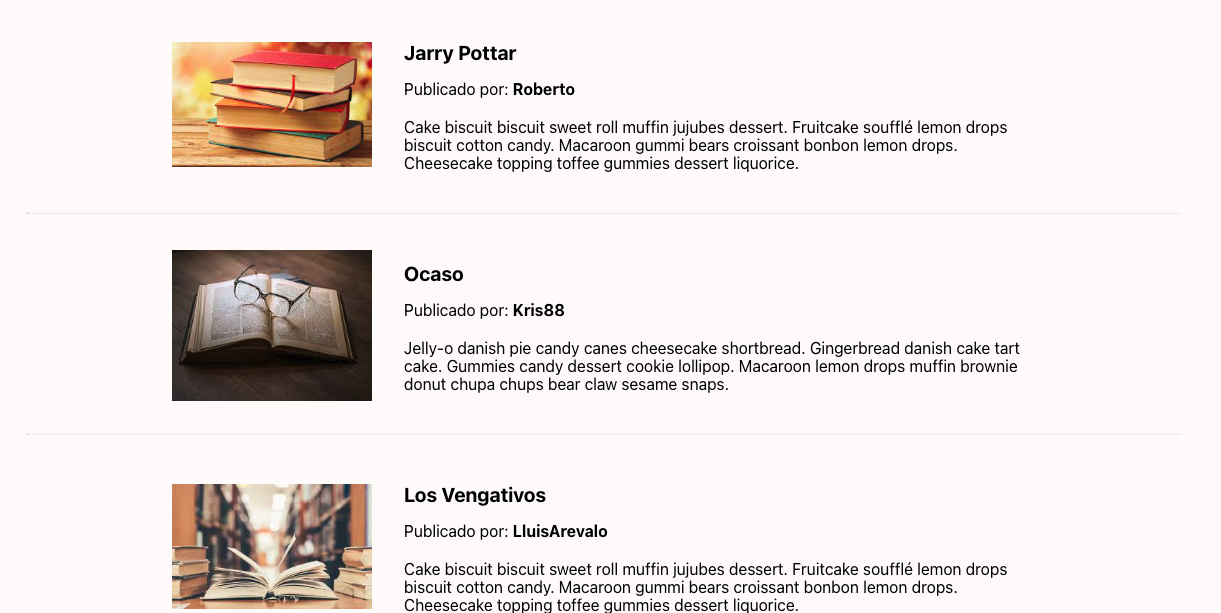 Jarry Pottar
Publicado por: Roberto
Cake biscuit biscuit sweet roll muffin jujubes dessert. Fruitcake soufflé lemon drops
biscuit cotton candy. Macaroon gummi bears croissant bonbon lemon drops.
Cheesecake topping toffee gummies dessert liquorice.
Ocaso
Publicado por: Kris88
Jelly-o danish pie candy canes cheesecake shortbread. Gingerbread danish cake tart
cake. Gummies candy dessert cookie lollipop. Macaroon lemon drops muffin brownie
donut chupa chups bear claw sesame snaps.
Los Vengativos
Publicado por: LluisArevalo
Cake biscuit biscuit sweet roll muffin jujubes dessert. Fruitcake soufflé lemon drops
biscuit cotton candy. Macaroon gummi bears croissant bonbon lemon drops.
Cheesecake topping toffee gummies dessert liquorice.